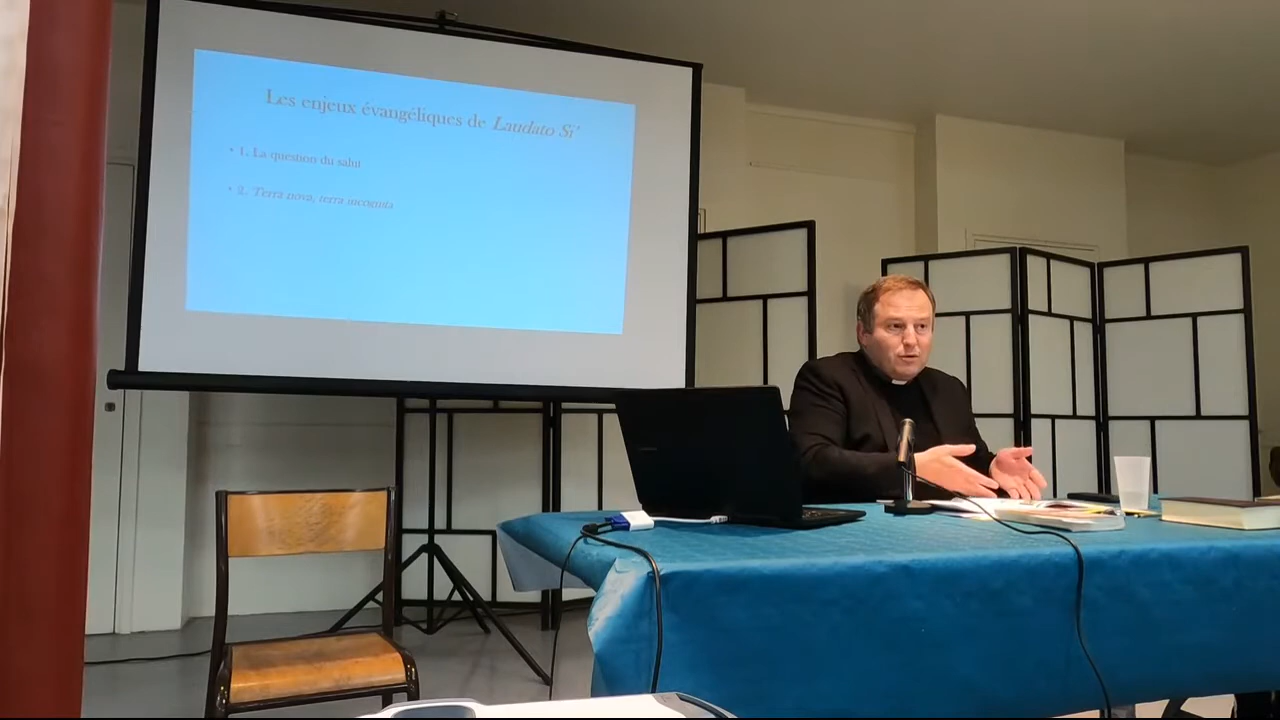 Les enjeux évangéliques de Laudato Si'
• 1. La question du salut
• 2. Terra nova, terra incognita